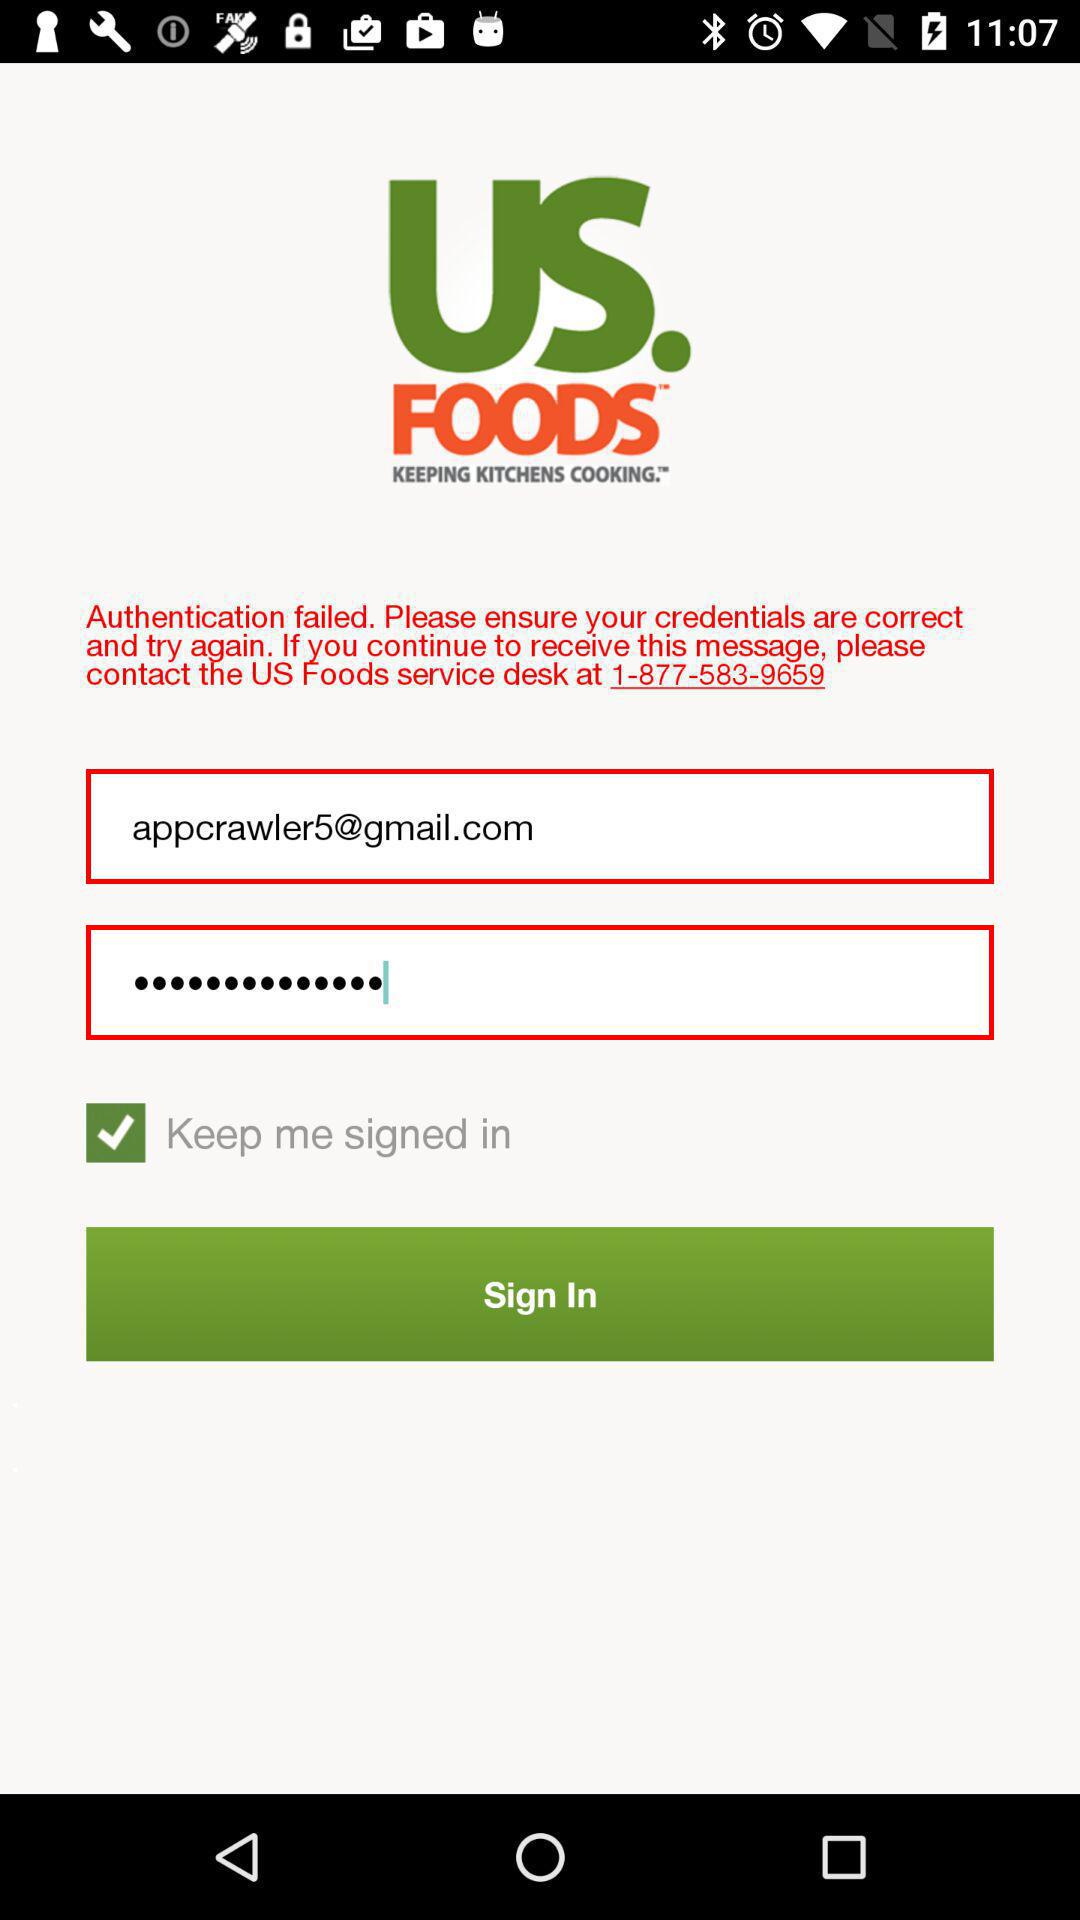 FAKE
11:07
US.
FOODS™
KEEPING KITCHENS COOKING.™
Authentication failed. Please ensure your credentials are correct
and try again. If you continue to receive this message, please
contact the US Foods service desk at 1-877-583-9659
appcrawler5@gmail.com
••••••••••••••
Keep me signed in
Sign In